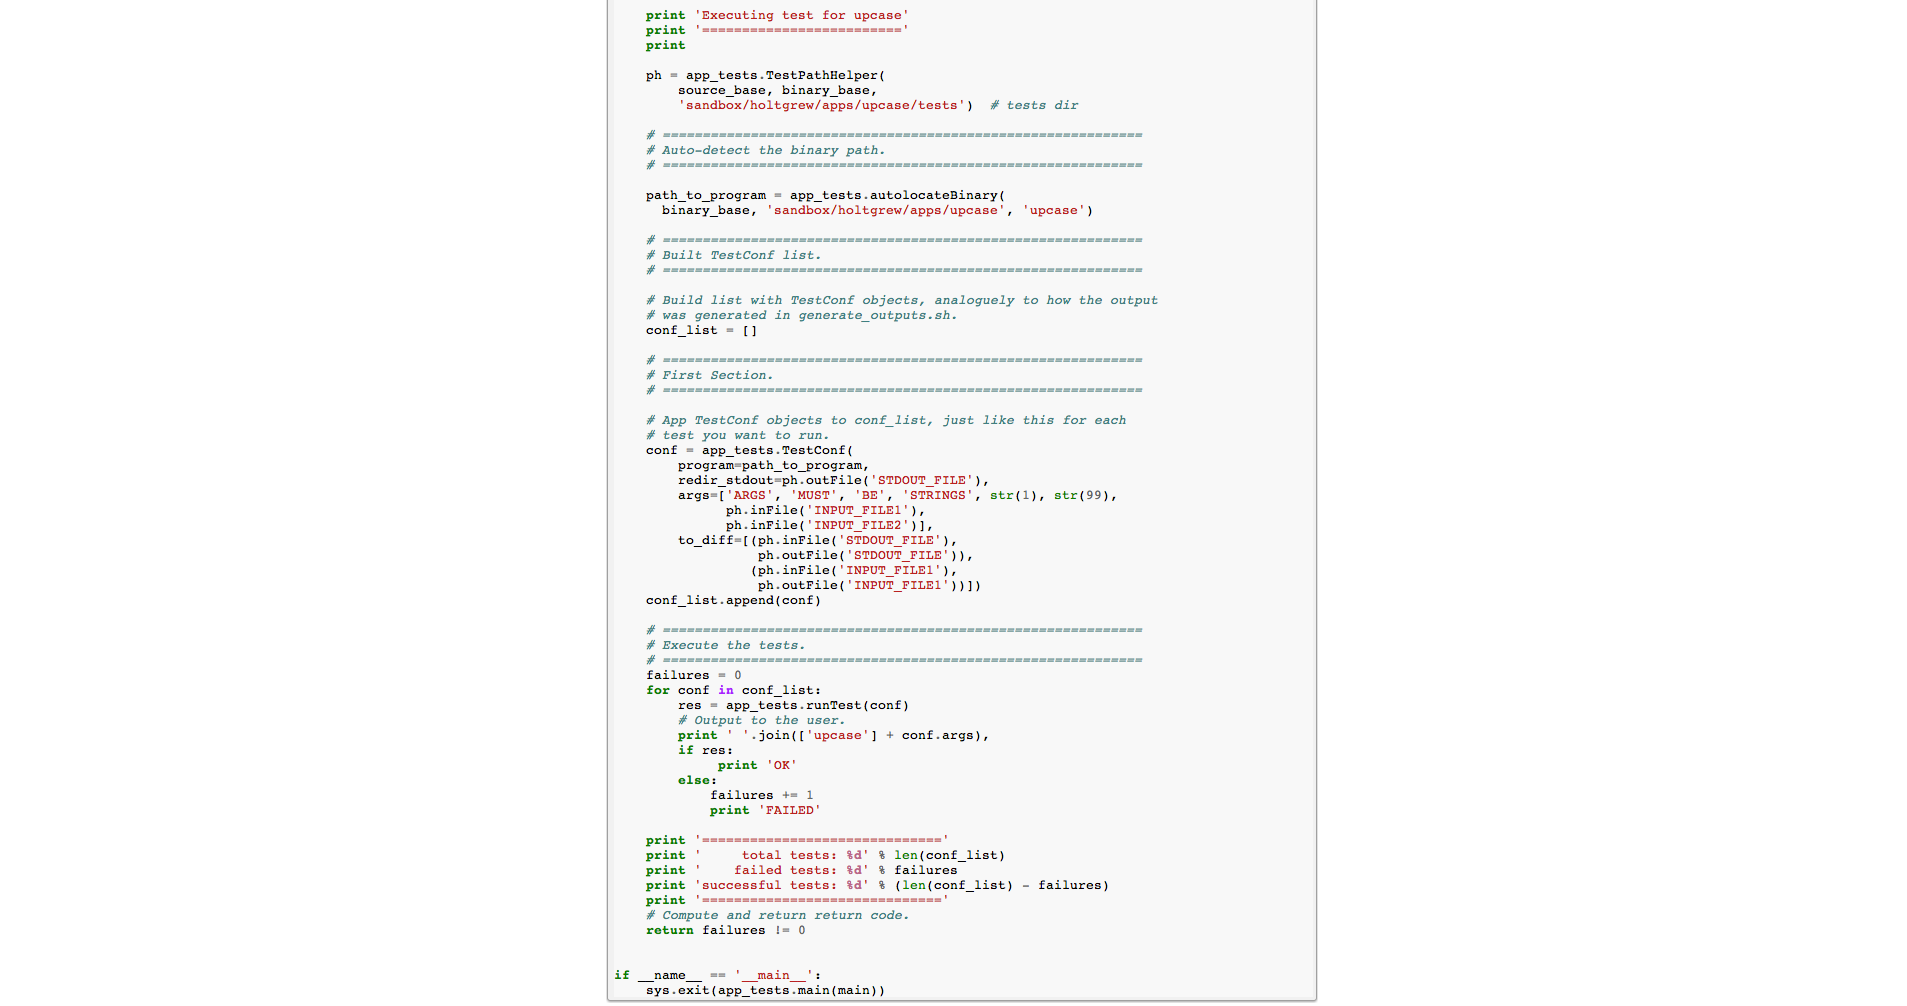 print 'Executing test for upcase'
    print '========================='
    print

    ph = app_tests.TestPathHelper(
        source_base, binary_base,
        'sandbox/holtgrew/apps/upcase/tests')  # tests dir

    # ============================================================
    # Auto-detect the binary path.
    # ============================================================

    path_to_program = app_tests.autolocateBinary(
      binary_base, 'sandbox/holtgrew/apps/upcase', 'upcase')

    # ============================================================
    # Built TestConf list.
    # ============================================================

    # Build list with TestConf objects, analoguely to how the output
    # was generated in generate_outputs.sh.
    conf_list = []

    # ============================================================
    # First Section.
    # ============================================================

    # App TestConf objects to conf_list, just like this for each
    # test you want to run.
    conf = app_tests.TestConf(
        program=path_to_program,
        redir_stdout=ph.outFile('STDOUT_FILE'),
        args=['ARGS', 'MUST', 'BE', 'STRINGS', str(1), str(99),
              ph.inFile('INPUT_FILE1'),
              ph.inFile('INPUT_FILE2')],
        to_diff=[(ph.inFile('STDOUT_FILE'),
                  ph.outFile('STDOUT_FILE')),
                 (ph.inFile('INPUT_FILE1'),
                  ph.outFile('INPUT_FILE1'))])
    conf_list.append(conf)

    # ============================================================
    # Execute the tests.
    # ============================================================
    failures = 0
    for conf in conf_list:
        res = app_tests.runTest(conf)
        # Output to the user.
        print ' '.join(['upcase'] + conf.args),
        if res:
             print 'OK'
        else:
            failures += 1
            print 'FAILED'

    print '=============================='
    print '     total tests: %d' % len(conf_list)
    print '    failed tests: %d' % failures
    print 'successful tests: %d' % (len(conf_list) - failures)
    print '=============================='
    # Compute and return return code.
    return failures != 0


if __name__ == '__main__':
    sys.exit(app_tests.main(main))